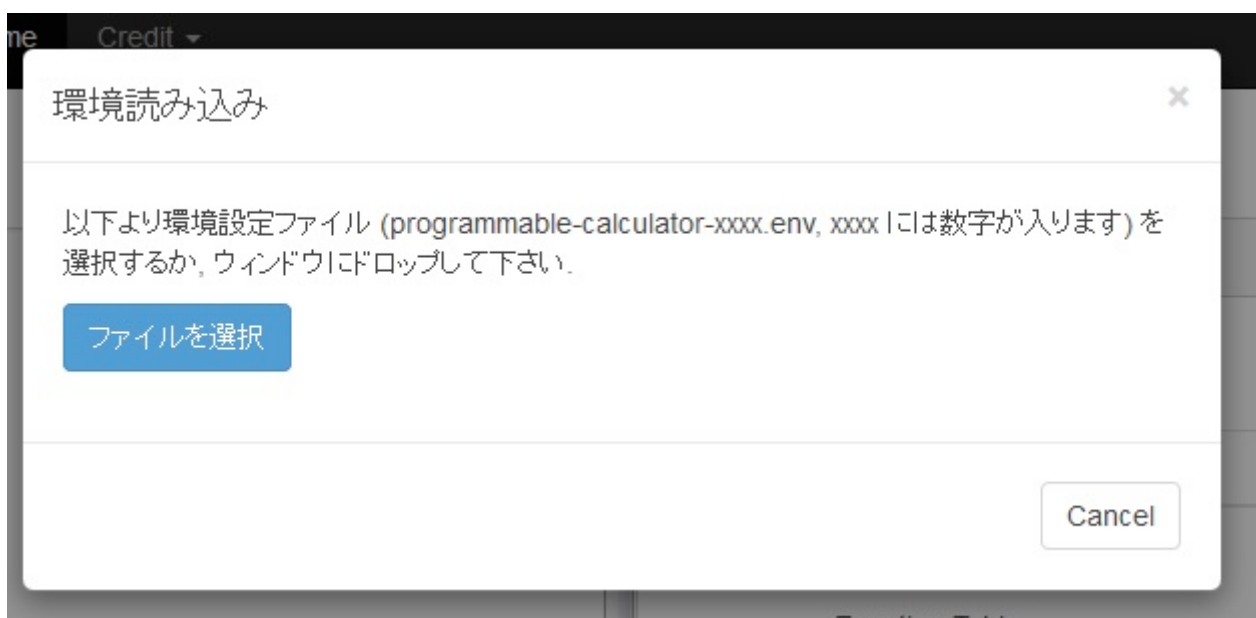 Credit
環境読み込み
×
以下より環境設定ファイル (programmable-calculator-xxxx.env, xxxx には数字が入ります) を
選択するか, ウィンドウにドロップして下さい.
ファイルを選択
Cancel